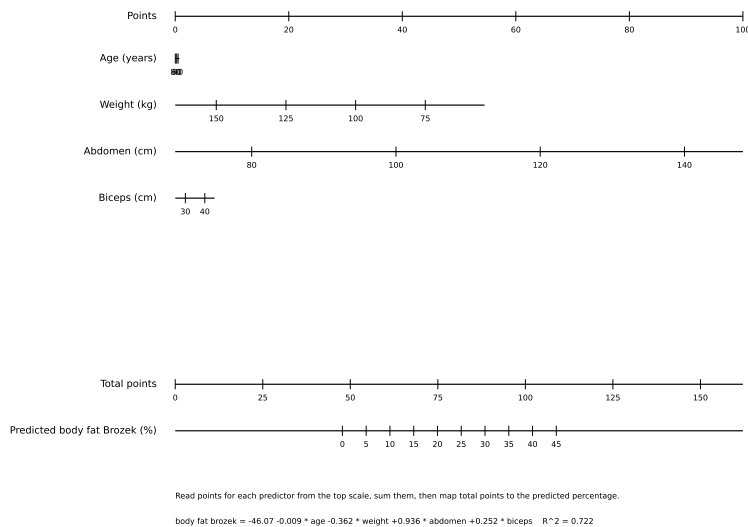 Points
0 20 40 60 80 100
Age (years)
Weight (kg)
150 125 100 75
Abdomen (cm)
80 100 120 140
Biceps (cm)
30 40
Total points
0 25 50 75 100 125 150
Predicted body fat Brozek (%)
0 5 10 15 20 25 30 35 40 45
Read points for each predictor from the top scale, sum them, then map total points to the predicted percentage.
body fat brozek = -46.07 -0.009 * age -0.362 * weight +0.936 * abdomen +0.252 * biceps R^2 = 0.722